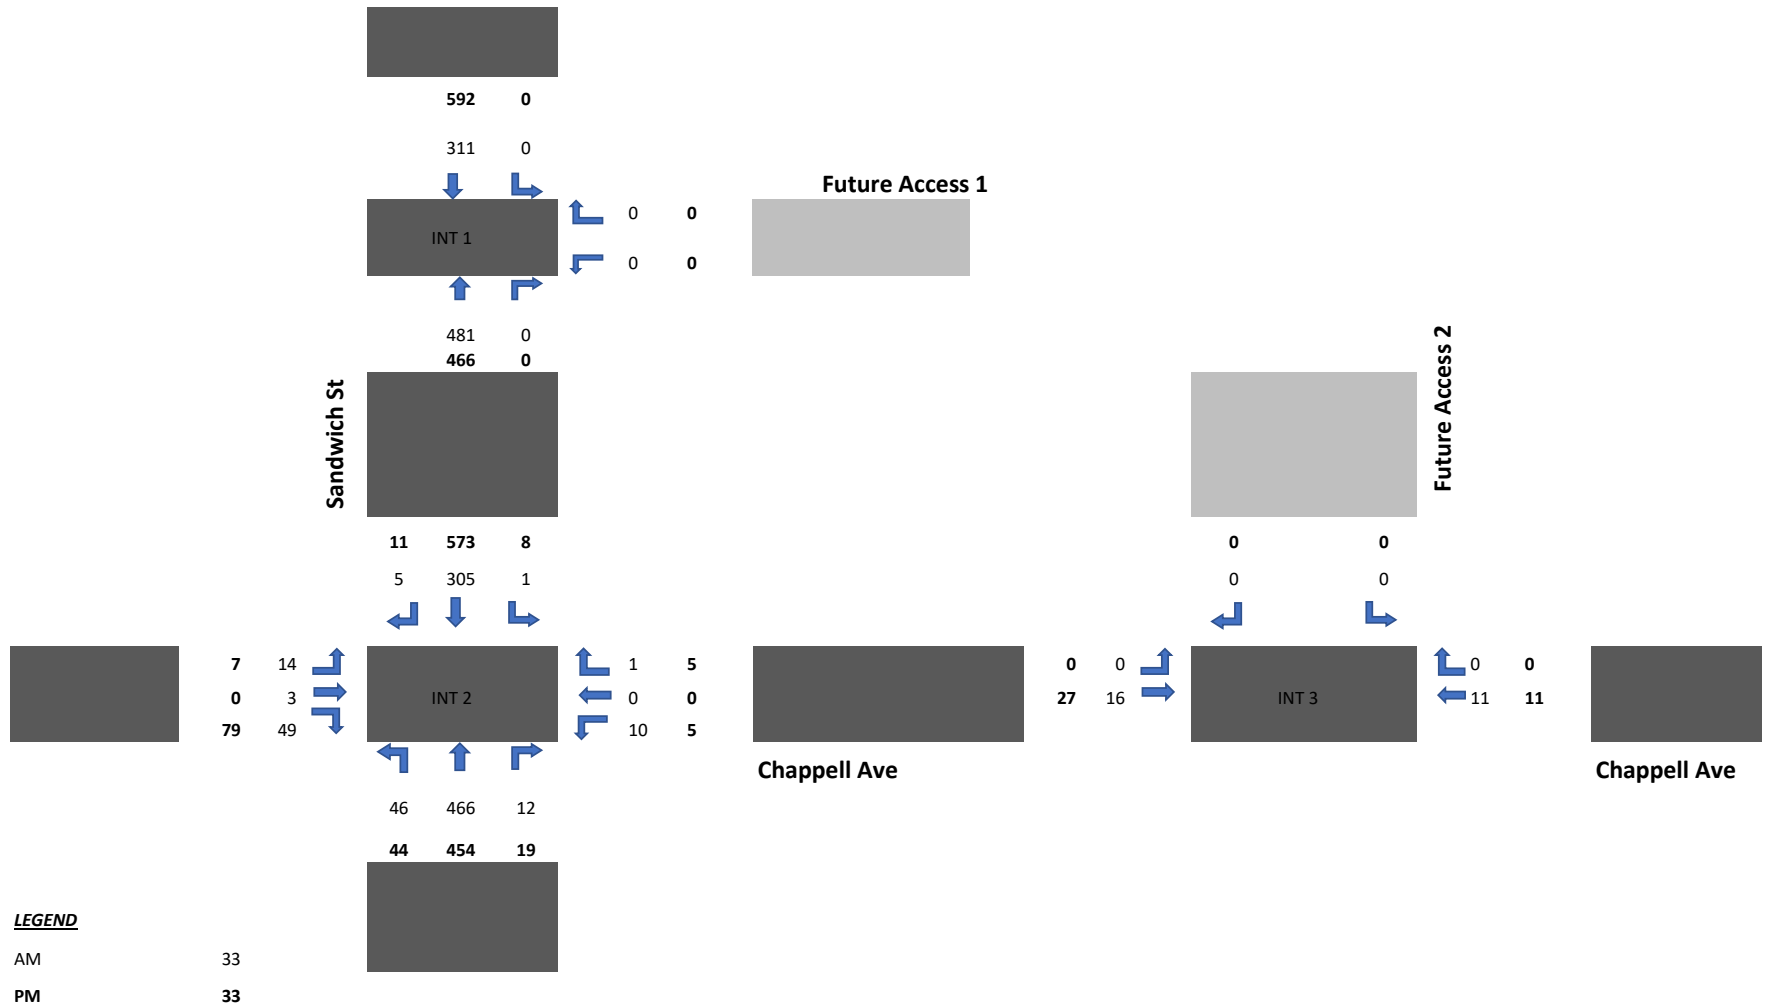 592 0
311 0
Future Access 1
0 0
INT 1
0 0
481 0
466 0
Sandwich St
Future Access 2
11 573 8
0 0
5 305 1
0 0
7 14
1 5
0 0
0 0
0 3
INT 2
0 0
27 16
INT 3
11 11
79 49
10 5
Chappell Ave
Chappell Ave
46 466 12
44 454 19
LEGEND
AM 33
PM 33